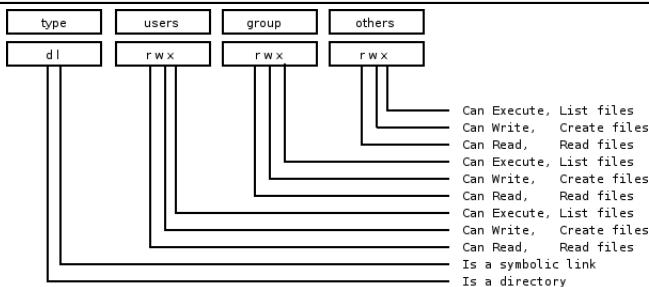 type users group others
d l r w x r w x r w x
Can Execute, List files
Can Write, Create files
Can Read, Read files
Can Execute, List files
Can Write, Create files
Can Read, Read files
Can Execute, List files
Can Write, Create files
Can Read, Read files
Is a symbolic link
Is a directory